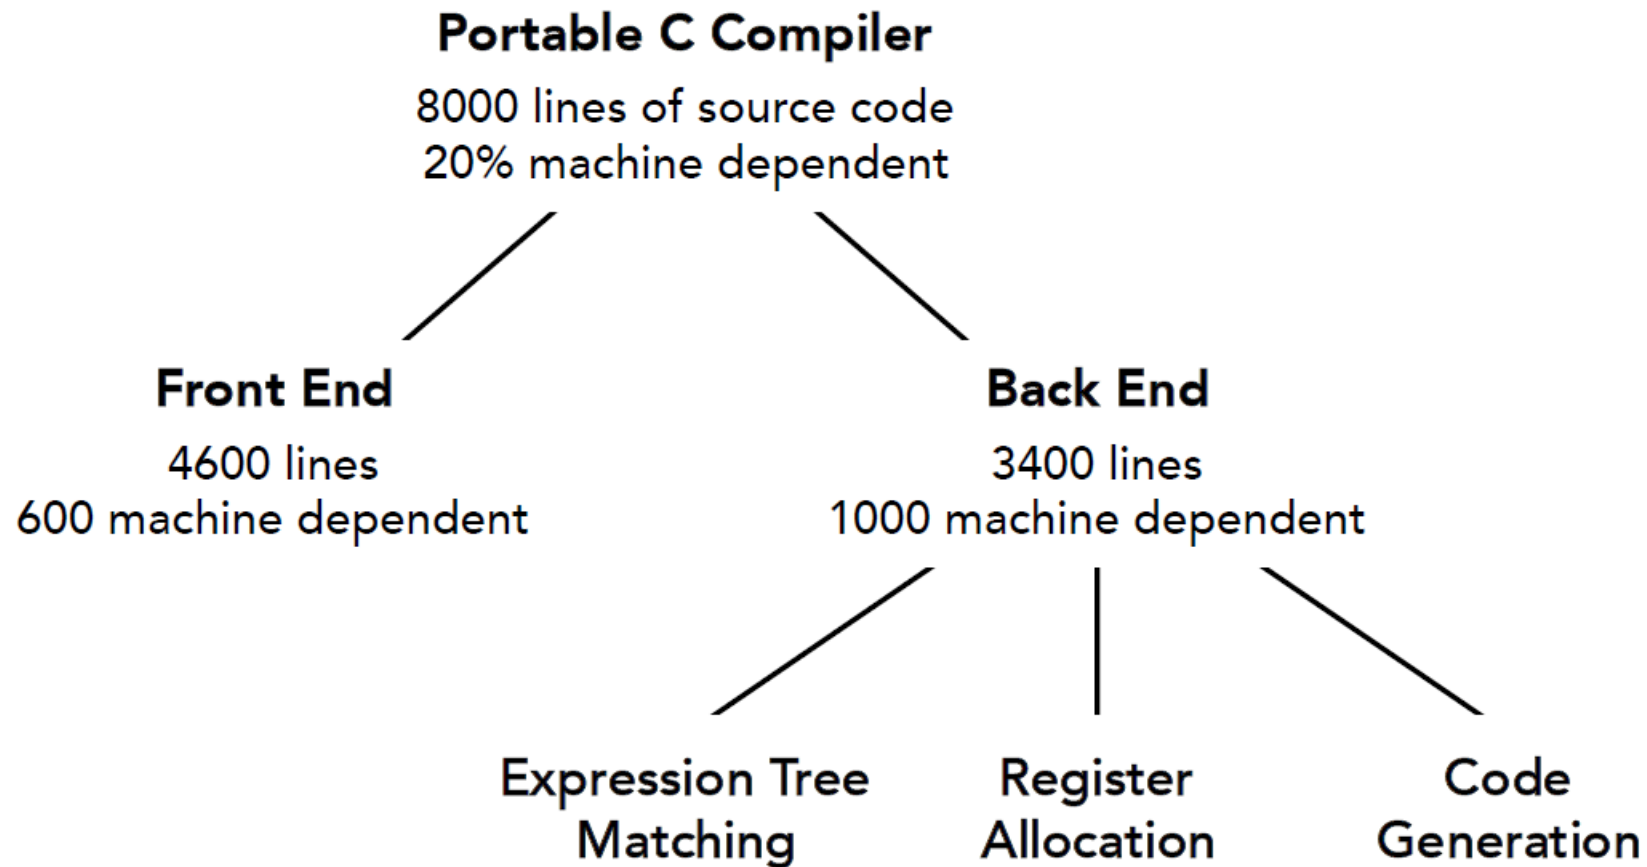 Portable C Compiler
8000 lines of source code
20% machine dependent
Front End
4600 lines
600 machine dependent
Back End
3400 lines
1000 machine dependent
Expression Tree
Matching
Register
Allocation
Code
Generation